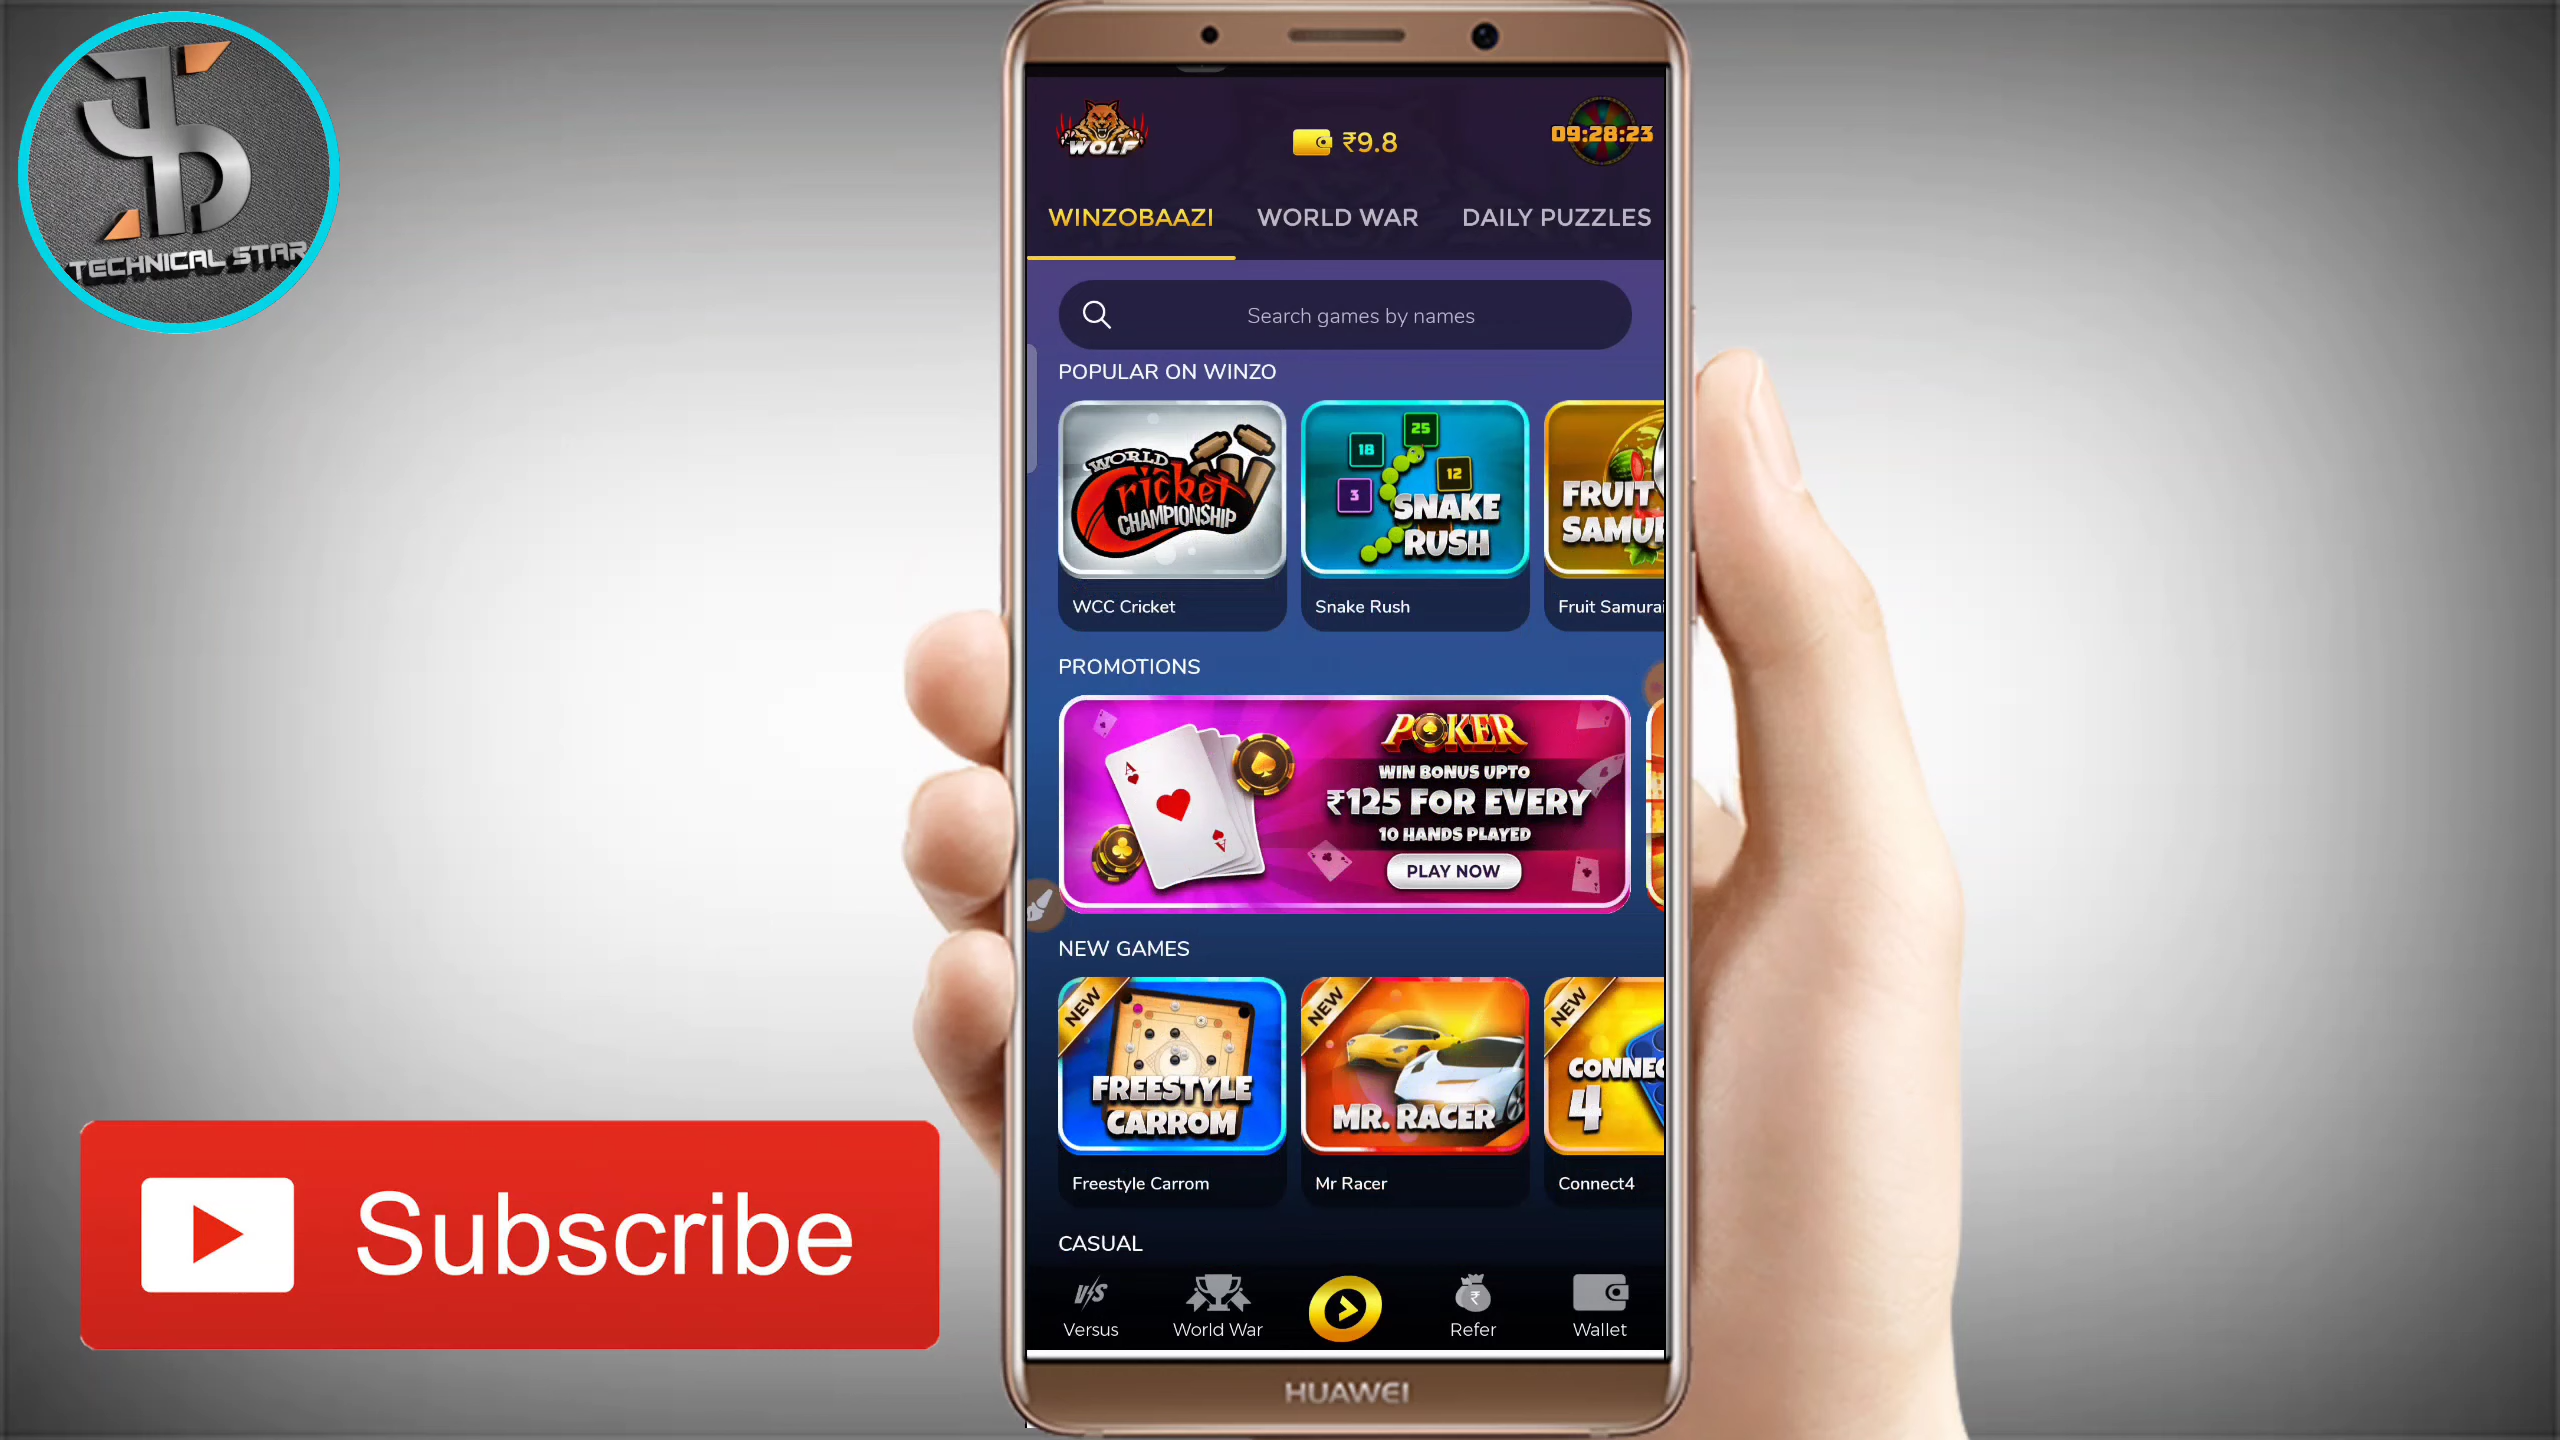 TECHNICAL STAR
WOLF
₹9.8
09:28:23
WINZOBAAZI
WORLD WAR
DAILY PUZZLES
Search games by names
POPULAR ON WINZO
WORLD
Cricket
CHAMPIONSHIP
25
18
12
3
SNAKE
RUSH
FRUIT
SAMU
WCC Cricket
Snake Rush
Fruit Samurai
PROMOTIONS
A
A
POKER
WIN BONUS UPTO
₹125 FOR EVERY
10 HANDS PLAYED
PLAY NOW
NEW GAMES
NEW
FREESTYLE
CARROM
NEW
MR. RACER
NEW
CONNEC
4
Freestyle Carrom
Mr Racer
Connect4
CASUAL
V/S
Versus
World War
₹
Refer
Wallet
HUAWEI
Subscribe